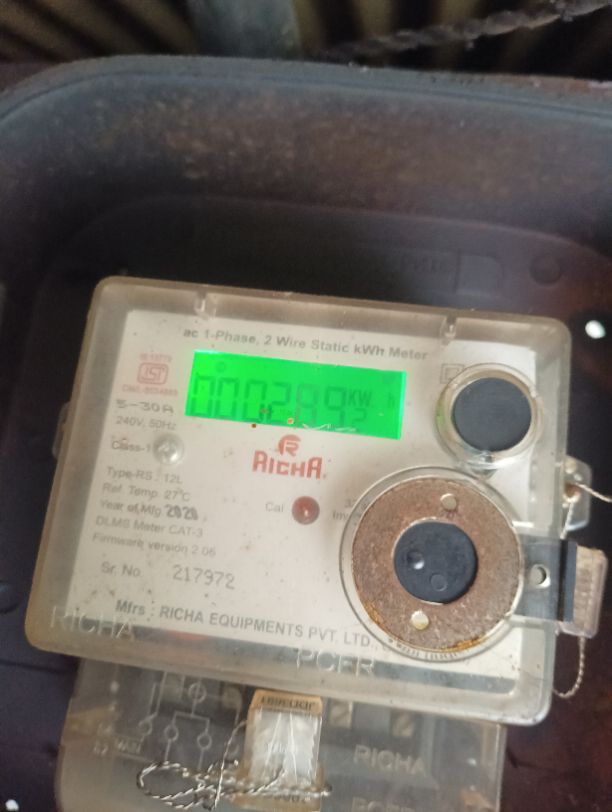 ac 1-Phase, 2 Wire Static kWh Meter
IS 13779
000289
KW
h
5-30A
240V, 50Hz
Class-1
RICHA
Type-RS : 12L
Ref. Temp. 27°C
Year of Mfg. 2020
Cal
DLMS Meter CAT-3
Firmware version 2.06
Sr. No. 217972
Mfrs : RICHA EQUIPMENTS PVT. LTD.
RICHA
RICHA